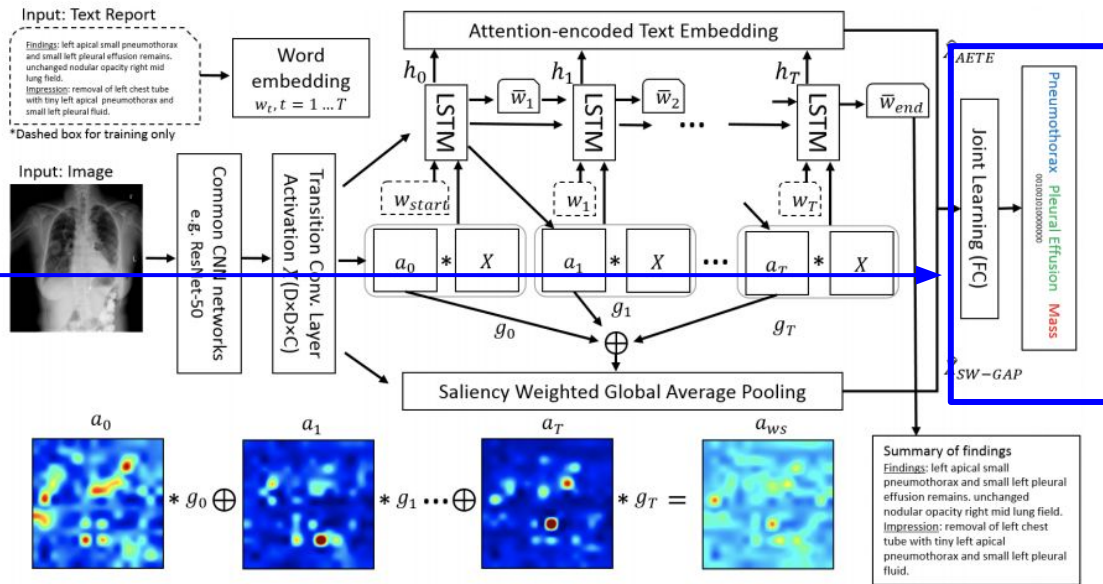 Input: Text Report
Findings: left apical small pneumothorax
and small left pleural effusion remains.
unchanged nodular opacity right mid
lung field.
Impression: removal of left chest tube
with tiny left apical pneumothorax and
small left pleural fluid.
*Dashed box for training only
Word
embedding
w_t, t = 1 … T
Attention-encoded Text Embedding
h_0
h_1
h_T
LSTM
w̅_1
LSTM
w̅_2
...
LSTM
w̅_end
w_start
w_1
w_T
Input: Image
Common CNN networks
e.g. ResNet-50
Transition Conv. Layer
Activation X(D×D×C)
a_0 * X
a_1 * X
...
a_T * X
g_0
g_1
g_T
⊕
Saliency Weighted Global Average Pooling
AETE
SW−GAP
Joint Learning (FC)
Pneumothorax Pleural Effusion Mass
a_0
a_1
a_T
a_ws
* g_0 ⊕ * g_1 ... ⊕ * g_T =
Summary of findings
Findings: left apical small
pneumothorax and small left pleural
effusion remains. unchanged
nodular opacity right mid lung field.
Impression: removal of left chest
tube with tiny left apical
pneumothorax and small left pleural
fluid.